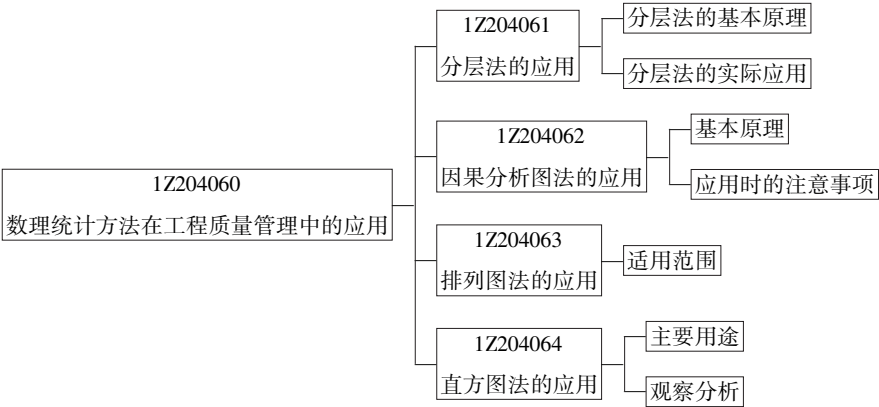 1Z204060
数理统计方法在工程质量管理中的应用
1Z204061
分层法的应用
分层法的基本原理
分层法的实际应用
1Z204062
因果分析图法的应用
基本原理
应用时的注意事项
1Z204063
排列图法的应用
适用范围
1Z204064
直方图法的应用
主要用途
观察分析